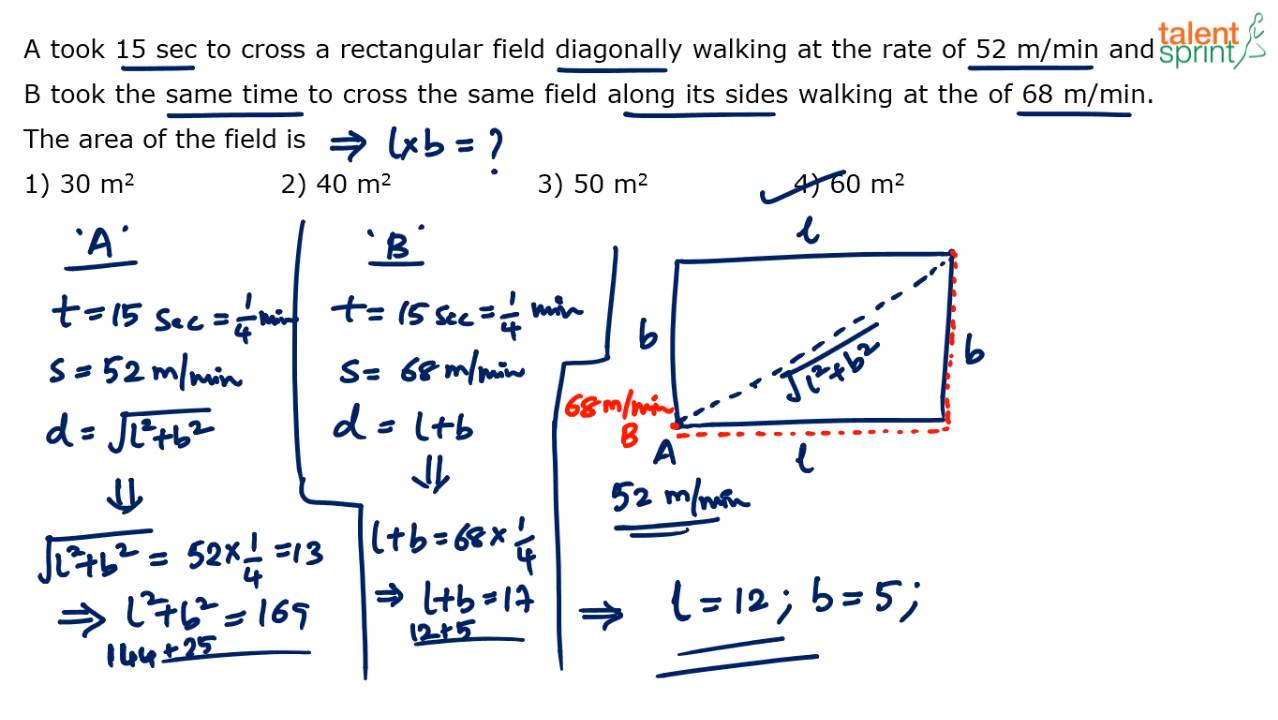 talent
sprint
A took 15 sec to cross a rectangular field diagonally walking at the rate of 52 m/min and
B took the same time to cross the same field along its sides walking at the of 68 m/min.
The area of the field is ⇒ l×b = ?
1) 30 m² 2) 40 m² 3) 50 m² 4) 60 m²
'A'
t = 15 sec = 1/4 min
s = 52 m/min
d = √l²+b²
⇓
√l²+b² = 52×1/4 = 13
⇒ l²+b² = 169
144+25
'B'
t = 15 sec = 1/4 min
s = 68 m/min
d = l+b
⇓
l+b = 68×1/4
⇒ l+b = 17
12+5
l
b
√l²+b²
b
68 m/min
B
A
l
52 m/min
⇒ l = 12; b = 5;